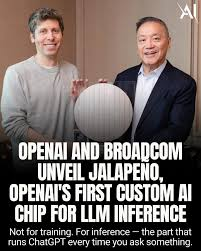 AI
OPENAI AND BROADCOM
UNVEIL JALAPEÑO,
OPENAI'S FIRST CUSTOM AI
CHIP FOR LLM INFERENCE
Not for training. For inference — the part that
runs ChatGPT every time you ask something.